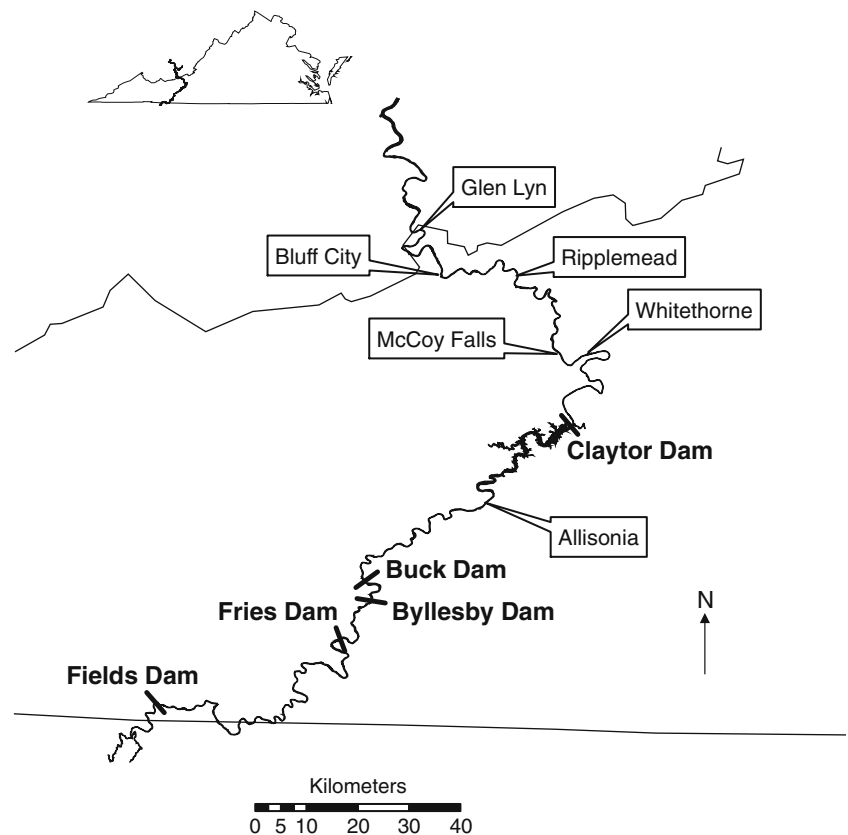 Glen Lyn
Bluff City
Ripplemead
Whitethorne
McCoy Falls
Claytor Dam
Allisonia
Buck Dam
Byllesby Dam
Fries Dam
N
Fields Dam
Kilometers
0 5 10 20 30 40